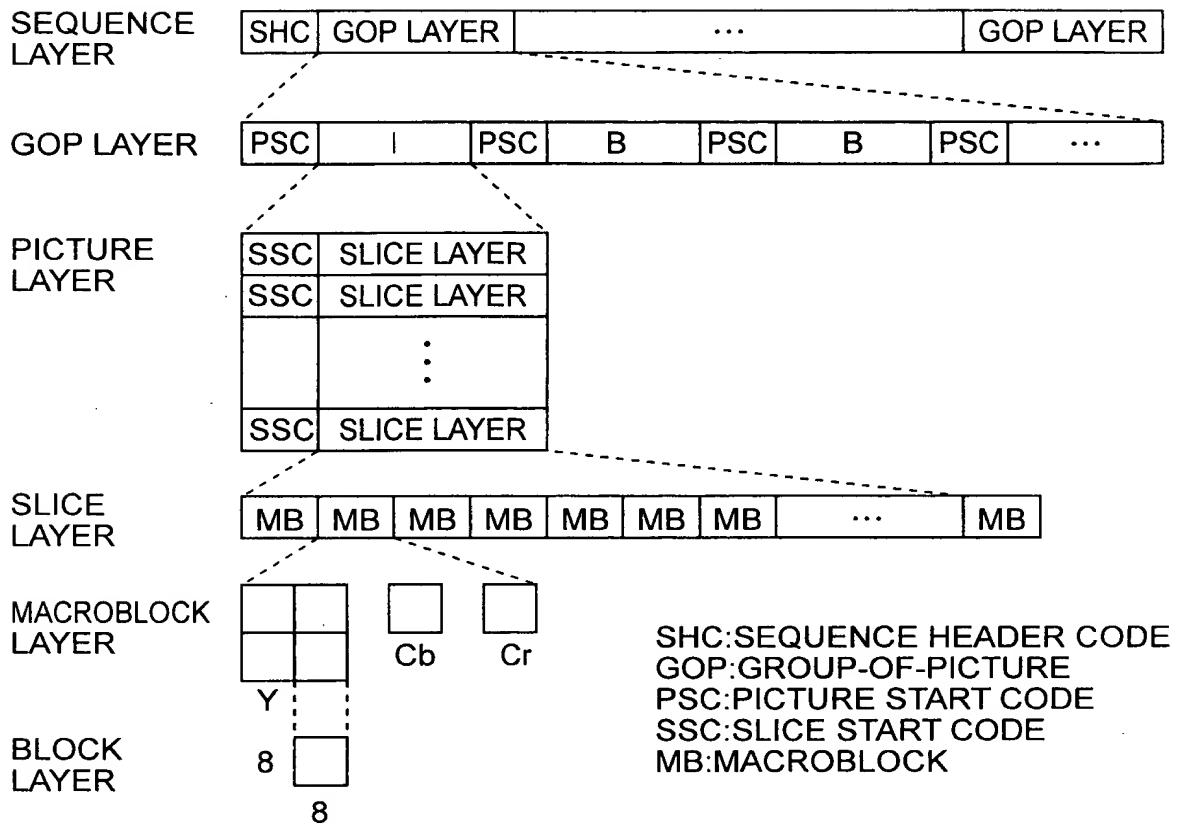 SEQUENCE
LAYER
SHC GOP LAYER ... GOP LAYER
GOP LAYER
PSC I PSC B PSC B PSC ...
PICTURE
LAYER
SSC SLICE LAYER
SSC SLICE LAYER
SSC SLICE LAYER
SLICE
LAYER
MB MB MB MB MB MB MB ... MB
MACROBLOCK
LAYER
Y
Cb
Cr
BLOCK
LAYER
8
8
SHC:SEQUENCE HEADER CODE
GOP:GROUP-OF-PICTURE
PSC:PICTURE START CODE
SSC:SLICE START CODE
MB:MACROBLOCK